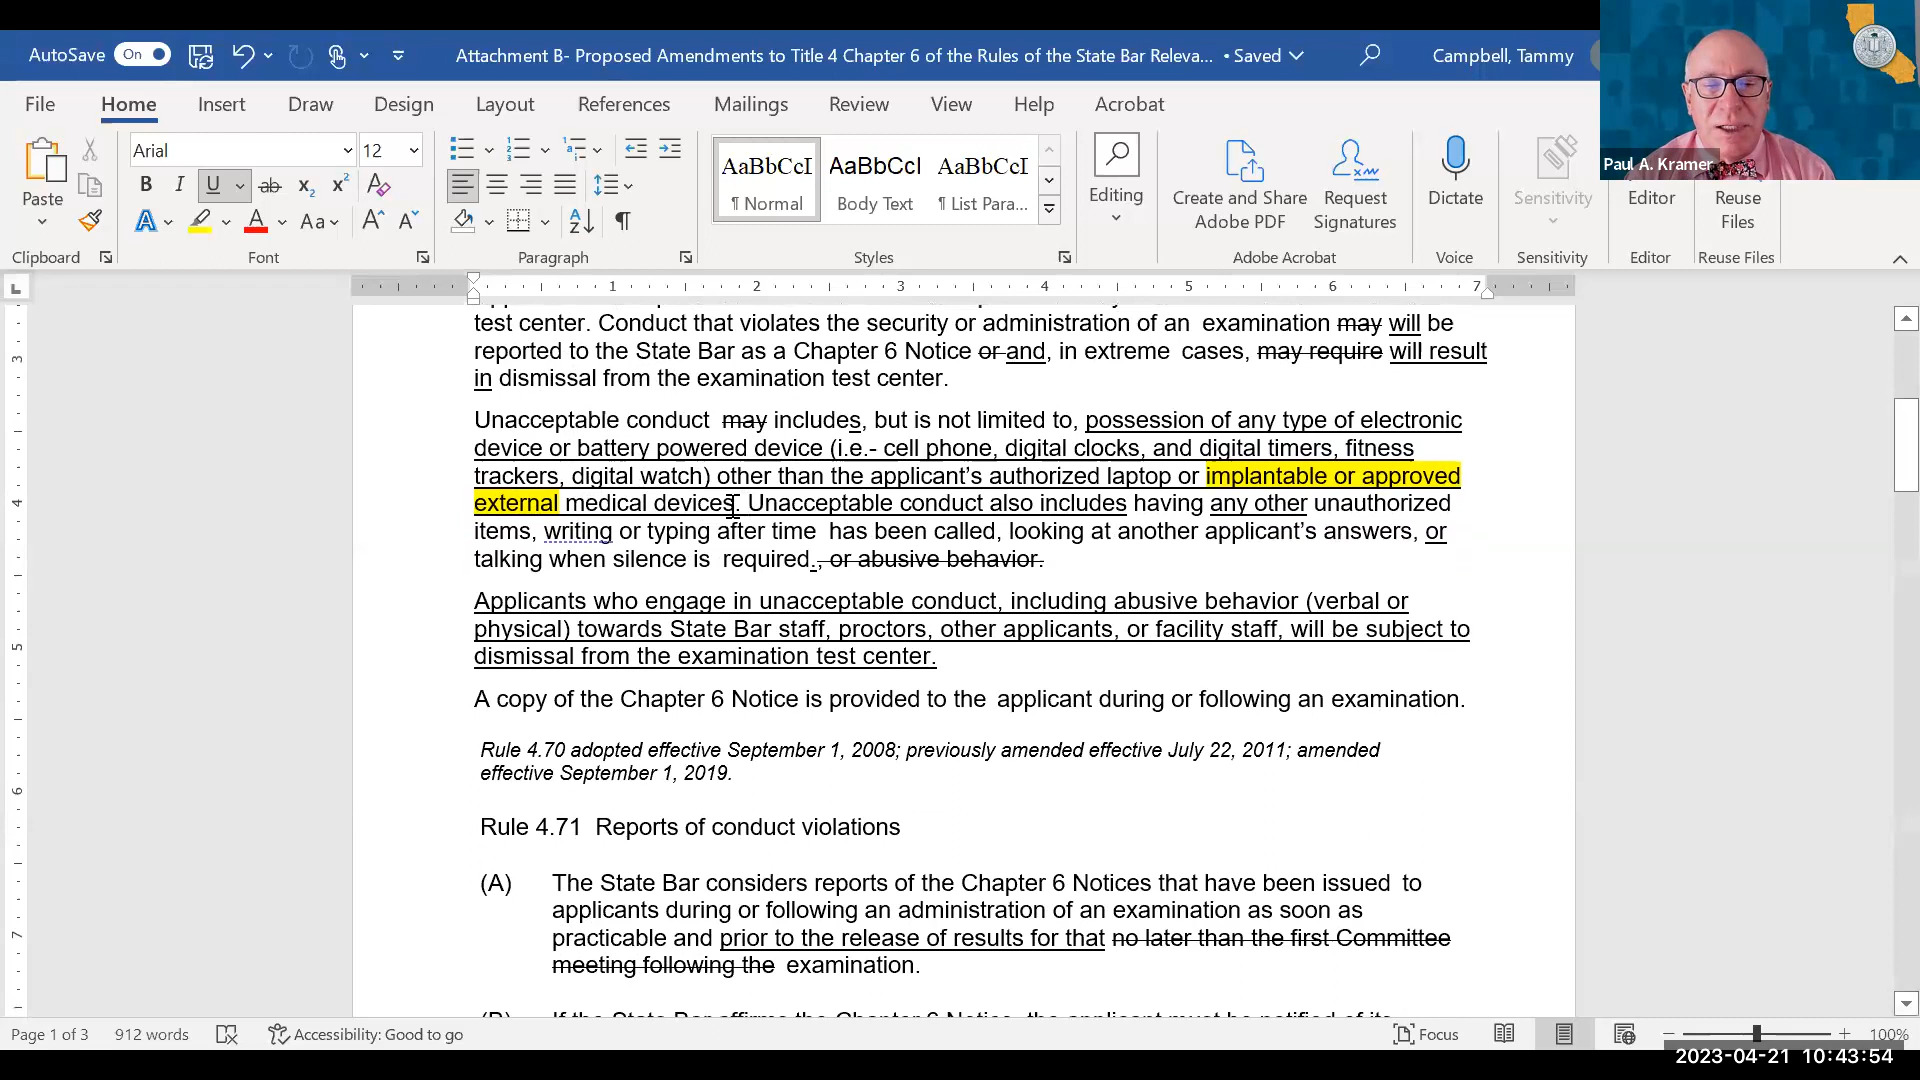 AutoSave On
Attachment B- Proposed Amendments to Title 4 Chapter 6 of the Rules of the State Bar Releva... • Saved
Campbell, Tammy
File Home Insert Draw Design Layout References Mailings Review View Help Acrobat
Paul A. Kramer
Paste
Arial 12
B I U ab x₂ x²
A A Aa A A
AaBbCcI AaBbCcI AaBbCcI
¶ Normal Body Text ¶ List Para...
Editing
Create and Share Adobe PDF
Request Signatures
Dictate
Sensitivity
Editor
Reuse Files
Clipboard Font Paragraph Styles Adobe Acrobat Voice Sensitivity Editor Reuse Files
1 2 3 4 5 6 7
3
4
5
6
7
test center. Conduct that violates the security or administration of an examination may will be
reported to the State Bar as a Chapter 6 Notice or and, in extreme cases, may require will result
in dismissal from the examination test center.
Unacceptable conduct may includes, but is not limited to, possession of any type of electronic
device or battery powered device (i.e.- cell phone, digital clocks, and digital timers, fitness
trackers, digital watch) other than the applicant’s authorized laptop or implantable or approved
external medical devices. Unacceptable conduct also includes having any other unauthorized
items, writing or typing after time has been called, looking at another applicant’s answers, or
talking when silence is required., or abusive behavior.
Applicants who engage in unacceptable conduct, including abusive behavior (verbal or
physical) towards State Bar staff, proctors, other applicants, or facility staff, will be subject to
dismissal from the examination test center.
A copy of the Chapter 6 Notice is provided to the applicant during or following an examination.
Rule 4.70 adopted effective September 1, 2008; previously amended effective July 22, 2011; amended
effective September 1, 2019.
Rule 4.71 Reports of conduct violations
(A) The State Bar considers reports of the Chapter 6 Notices that have been issued to
applicants during or following an administration of an examination as soon as
practicable and prior to the release of results for that no later than the first Committee
meeting following the examination.
Page 1 of 3 912 words Accessibility: Good to go Focus 100%
2023-04-21 10:43:54